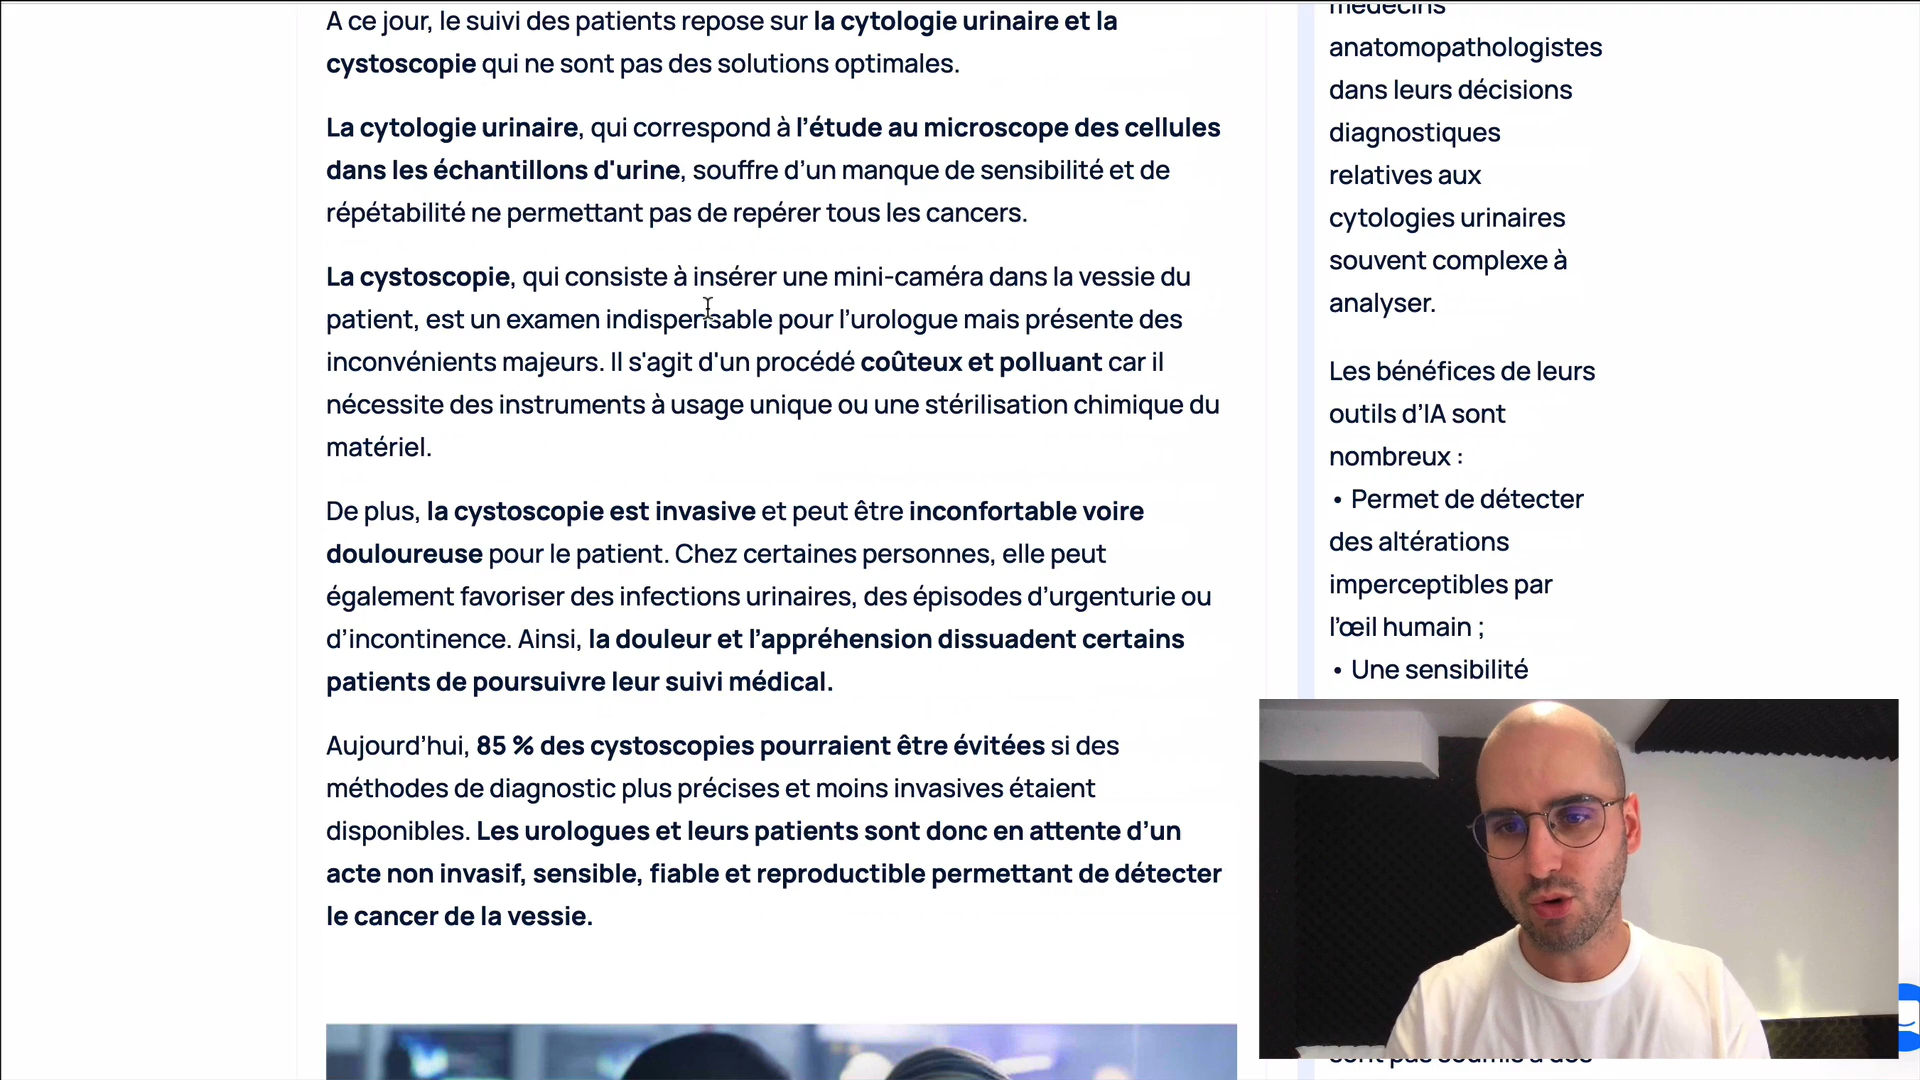 A ce jour, le suivi des patients repose sur la cytologie urinaire et la
cystoscopie qui ne sont pas des solutions optimales.
La cytologie urinaire, qui correspond à l’étude au microscope des cellules
dans les échantillons d'urine, souffre d’un manque de sensibilité et de
répétabilité ne permettant pas de repérer tous les cancers.
La cystoscopie, qui consiste à insérer une mini-caméra dans la vessie du
patient, est un examen indispensable pour l’urologue mais présente des
inconvénients majeurs. Il s'agit d'un procédé coûteux et polluant car il
nécessite des instruments à usage unique ou une stérilisation chimique du
matériel.
De plus, la cystoscopie est invasive et peut être inconfortable voire
douloureuse pour le patient. Chez certaines personnes, elle peut
également favoriser des infections urinaires, des épisodes d’urgenturie ou
d’incontinence. Ainsi, la douleur et l’appréhension dissuadent certains
patients de poursuivre leur suivi médical.
Aujourd’hui, 85 % des cystoscopies pourraient être évitées si des
méthodes de diagnostic plus précises et moins invasives étaient
disponibles. Les urologues et leurs patients sont donc en attente d’un
acte non invasif, sensible, fiable et reproductible permettant de détecter
le cancer de la vessie.
médecins
anatomopathologistes
dans leurs décisions
diagnostiques
relatives aux
cytologies urinaires
souvent complexe à
analyser.
Les bénéfices de leurs
outils d’IA sont
nombreux :
• Permet de détecter
des altérations
imperceptibles par
l’œil humain ;
• Une sensibilité
sont pas soumis à des